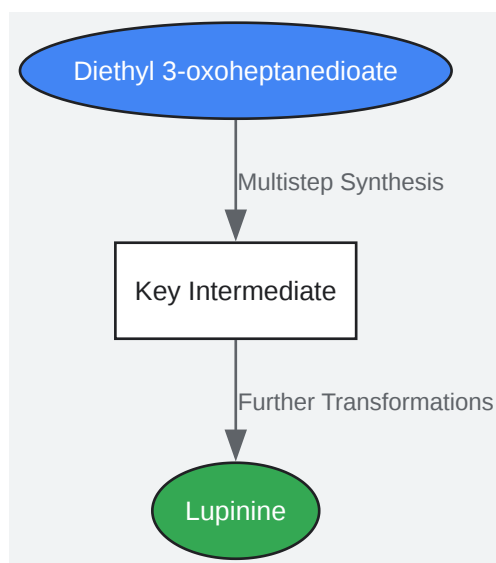 Diethyl 3-oxoheptanedioate
Multistep Synthesis
Key Intermediate
Further Transformations
Lupinine